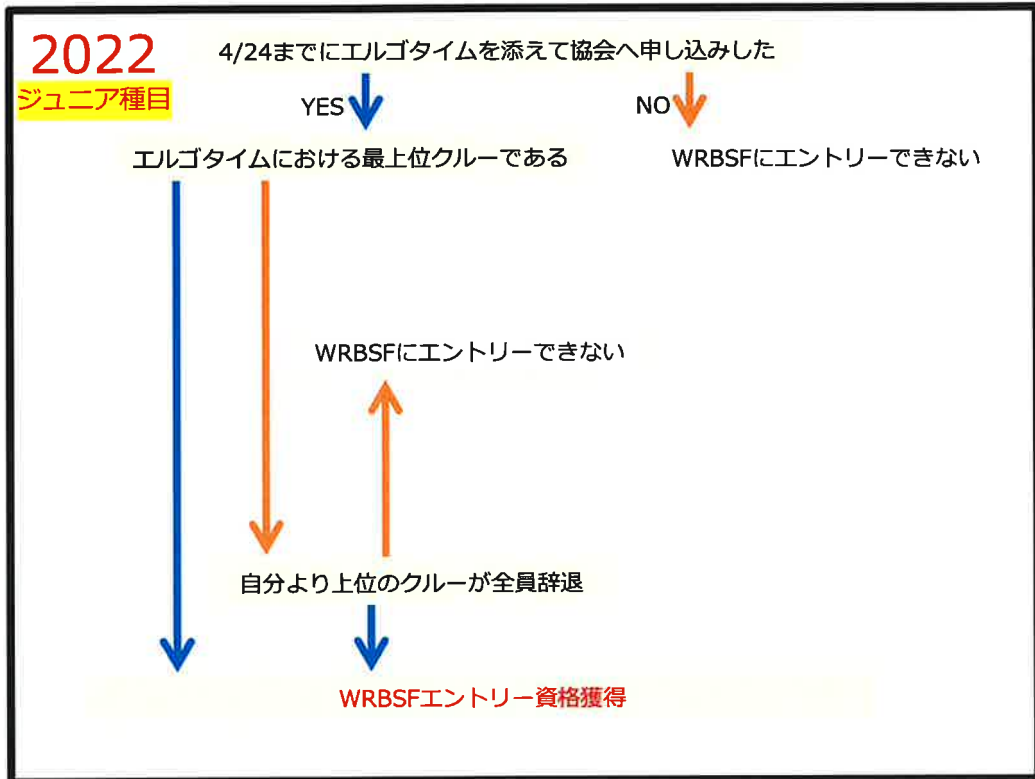 2022
ジュニア種目
4/24までにエルゴタイムを添えて協会へ申し込みした
YES
NO
エルゴタイムにおける最上位クルーである
WRBSFにエントリーできない
WRBSFにエントリーできない
自分より上位のクルーが全員辞退
WRBSFエントリー資格獲得